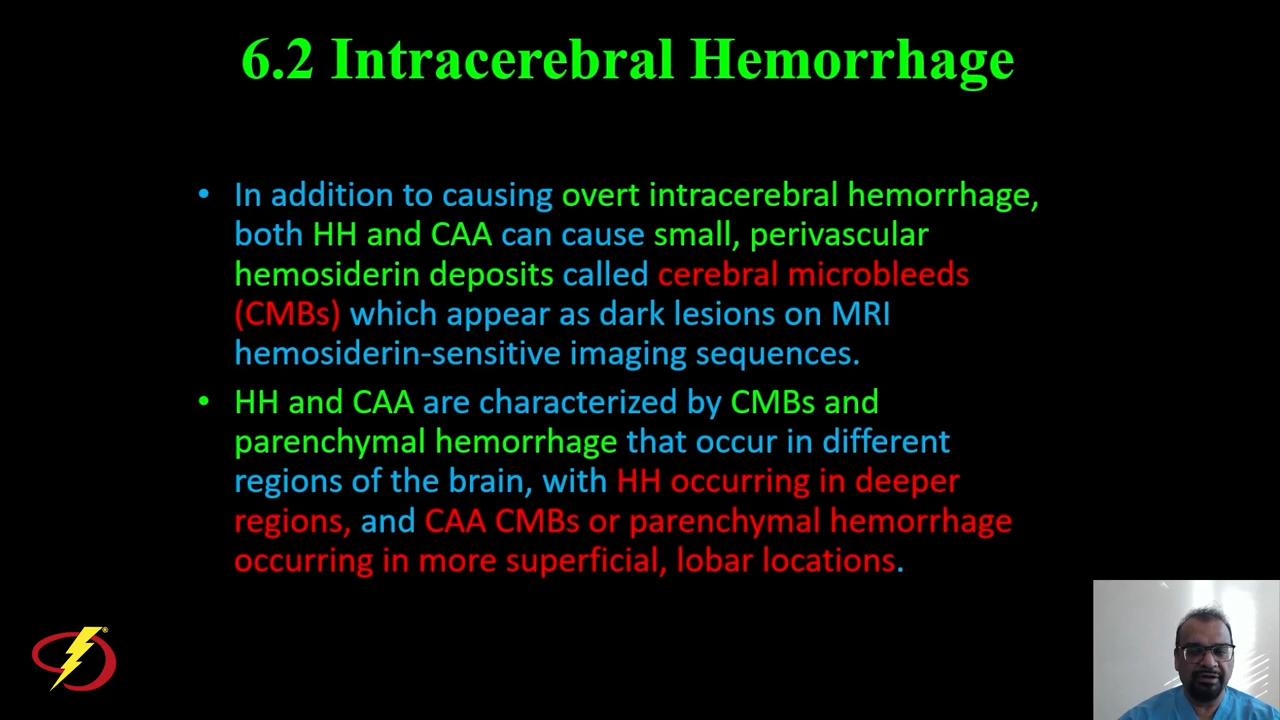 6.2 Intracerebral Hemorrhage
• In addition to causing overt intracerebral hemorrhage,
both HH and CAA can cause small, perivascular
hemosiderin deposits called cerebral microbleeds
(CMBs) which appear as dark lesions on MRI
hemosiderin-sensitive imaging sequences.
• HH and CAA are characterized by CMBs and
parenchymal hemorrhage that occur in different
regions of the brain, with HH occurring in deeper
regions, and CAA CMBs or parenchymal hemorrhage
occurring in more superficial, lobar locations.
®